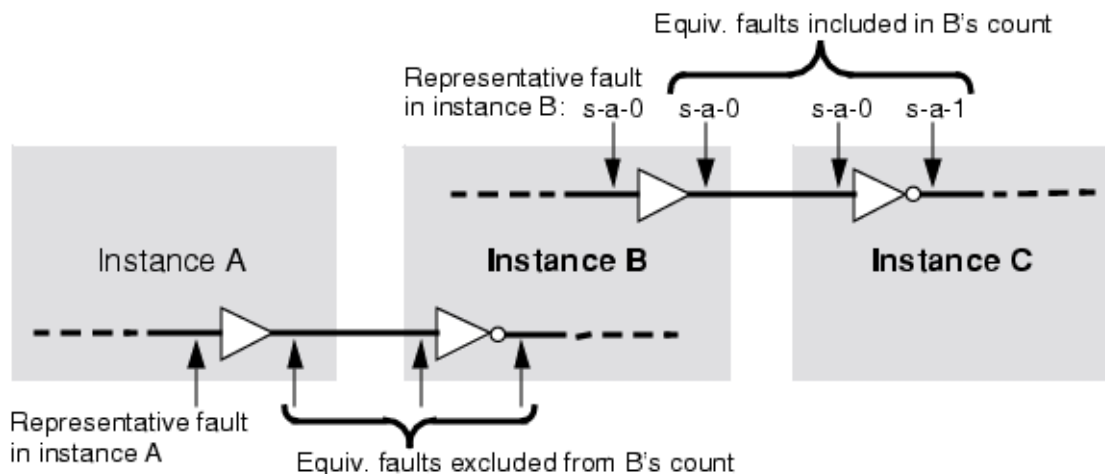 Equiv. faults included in B's count
Representative fault
in instance B: s-a-0 s-a-0 s-a-0 s-a-1
Instance A
Instance B
Instance C
Representative fault
in instance A
Equiv. faults excluded from B's count